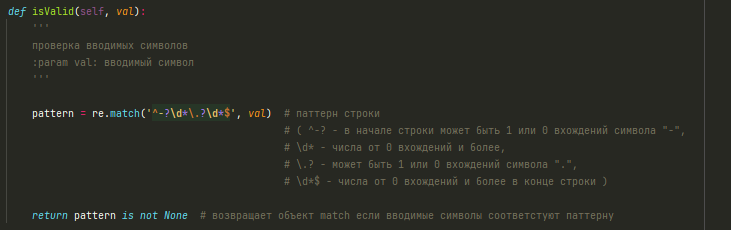 def isValid(self, val):
'''
проверка вводимых символов
:param val: вводимый символ
'''
pattern = re.match('^-?\d*\.?\d*$', val)  # паттерн строки
# ( ^-? - в начале строки может быть 1 или 0 вхождений символа "-",
# \d* - числа от 0 вхождений и более,
# \.? - может быть 1 или 0 вхождений символа ".",
# \d*$ - числа от 0 вхождений и более в конце строки )
return pattern is not None  # возвращает объект match если вводимые символы соответстуют паттерну